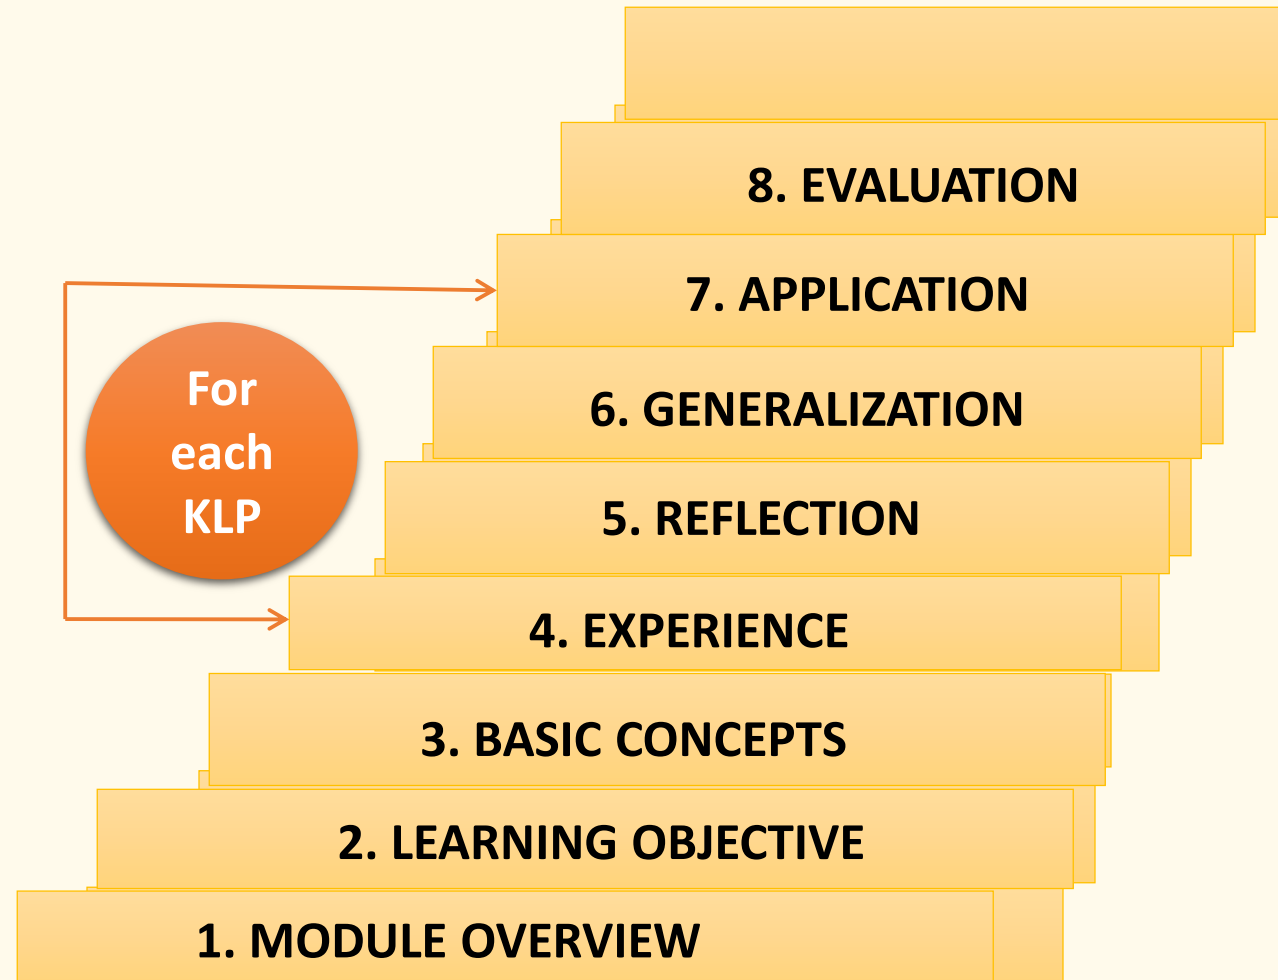 8. EVALUATION
7. APPLICATION
For
each
KLP
6. GENERALIZATION
5. REFLECTION
4. EXPERIENCE
3. BASIC CONCEPTS
2. LEARNING OBJECTIVE
1. MODULE OVERVIEW